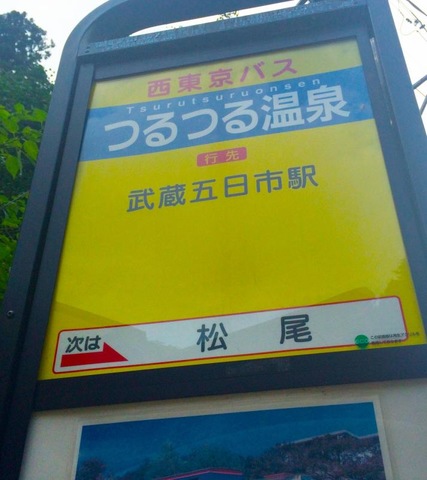 西東京バス
Tsurutsuruonsen
つるつる温泉
行先
武蔵五日市駅
次は
松尾